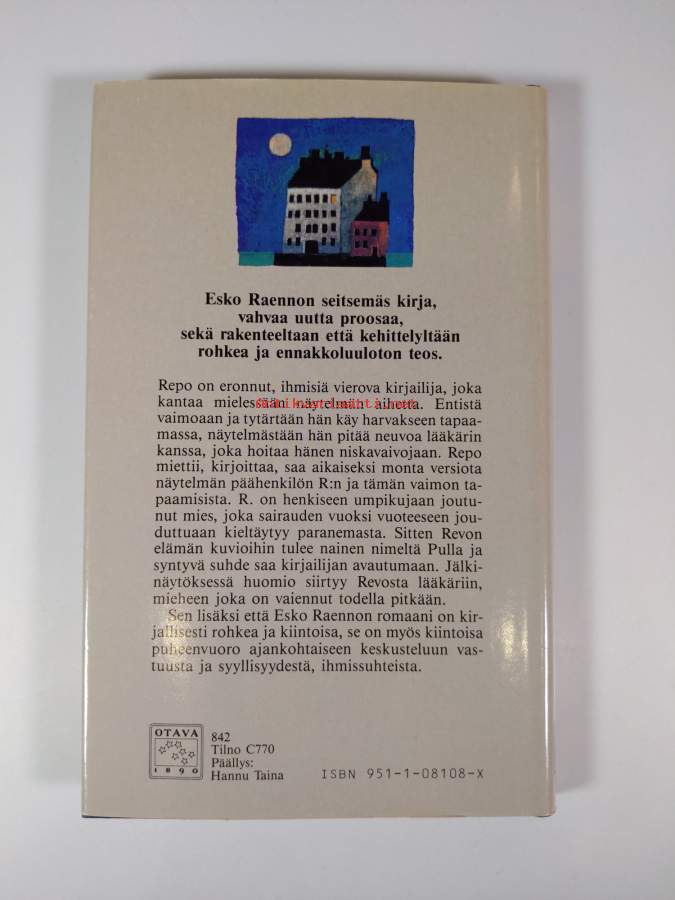 Esko Raennon seitsemäs kirja,
vahvaa uutta proosaa,
sekä rakenteeltaan että kehittelyltään
rohkea ja ennakkoluuloton teos.
Repo on eronnut, ihmisiä vierova kirjailija, joka
kantaa mielessään näytelmän aihetta. Entistä
vaimoaan ja tytärtään hän käy harvakseen tapaa-
massa, näytelmästään hän pitää neuvoa lääkärin
kanssa, joka hoitaa hänen niskavaivojaan. Repo
miettii, kirjoittaa, saa aikaiseksi monta versiota
näytelmän päähenkilön R:n ja tämän vaimon ta-
paamisista. R. on henkiseen umpikujaan joutu-
nut mies, joka sairauden vuoksi vuoteeseen jou-
duttuaan kieltäytyy paranemasta. Sitten Revon
elämän kuvioihin tulee nainen nimeltä Pulla ja
syntyvä suhde saa kirjailijan avautumaan. Jälki-
näytöksessä huomio siirtyy Revosta lääkäriin,
mieheen joka on vaiennut todella pitkään.
Sen lisäksi että Esko Raennon romaani on kir-
jallisesti rohkea ja kiintoisa, se on myös kiintoisa
puheenvuoro ajankohtaiseen keskusteluun vas-
tuusta ja syyllisyydestä, ihmissuhteista.
OTAVA
1890
842
Tilno C770
Päällys:
Hannu Taina
ISBN 951-1-08108-X